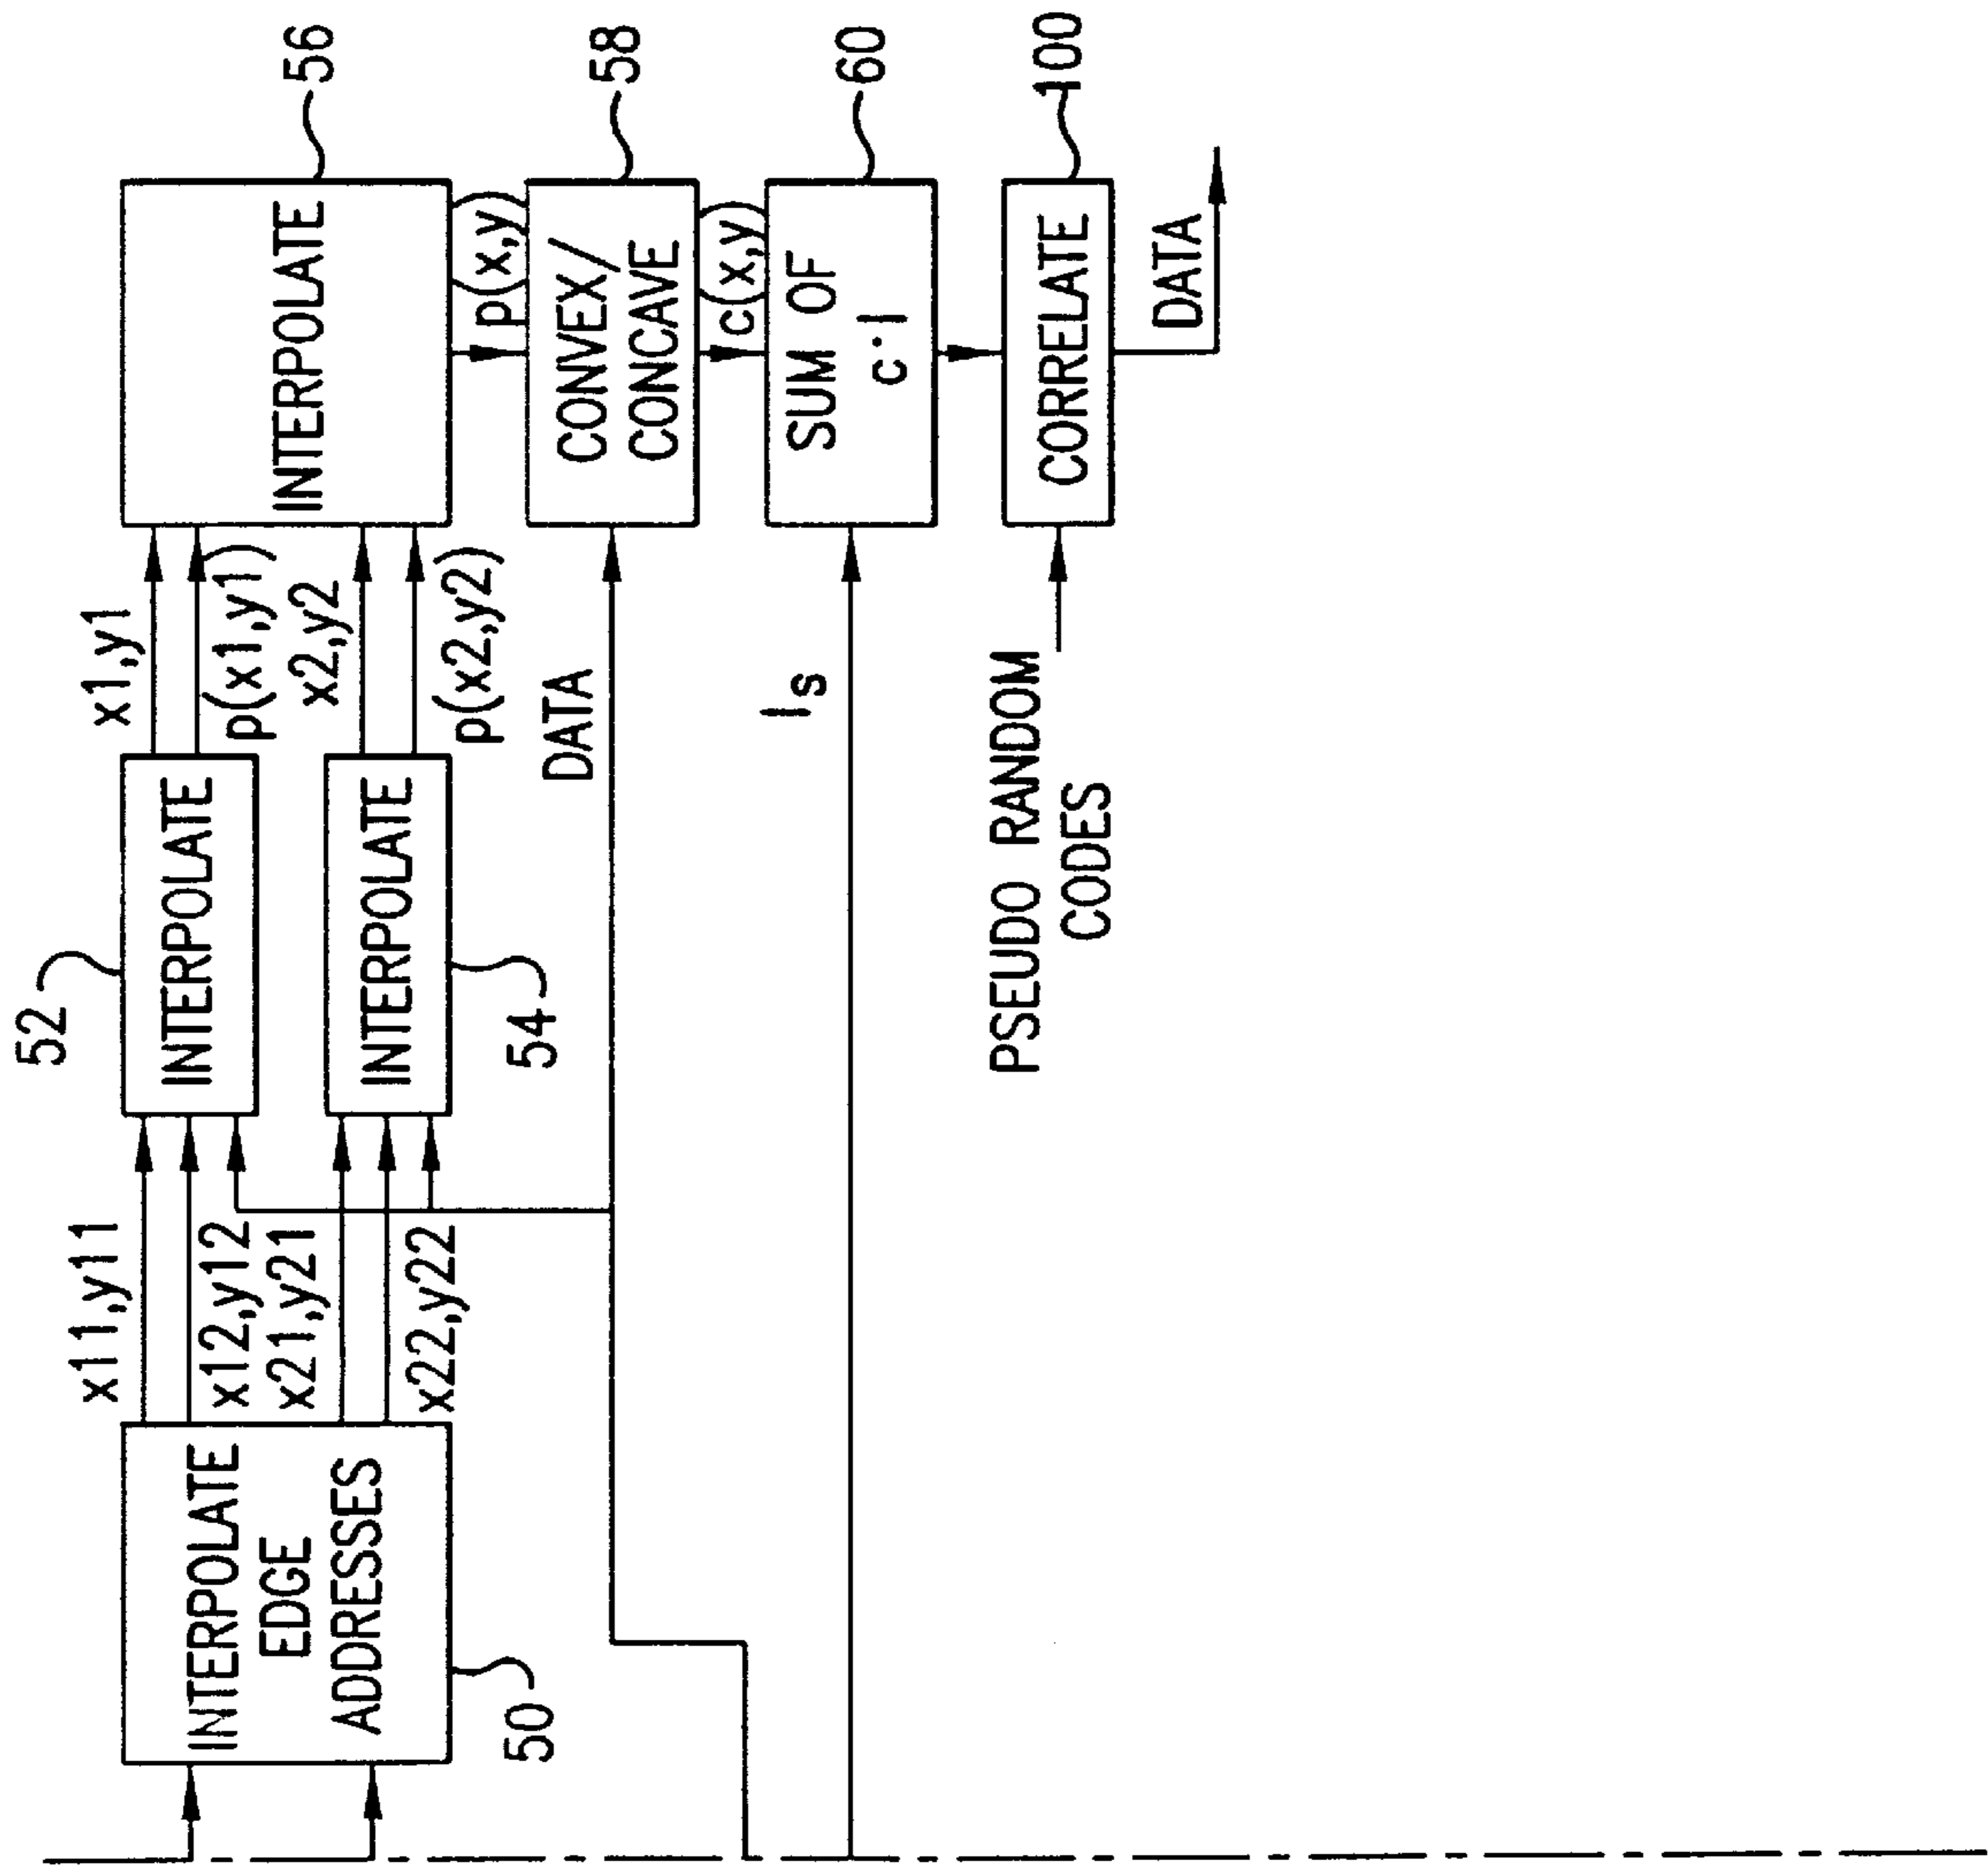 INTERPOLATE
EDGE
ADDRESSES
50
x11,y11
x12,y12
x21,y21
x22,y22
52
INTERPOLATE
INTERPOLATE
54
x1,y1
p(x1,y1)
x2,y2
p(x2,y2)
DATA
INTERPOLATE
56
p(x,y)
CONVEX/
CONCAVE
58
c(x,y)
Is
SUM OF
c·I
60
PSEUDO RANDOM
CODES
CORRELATE
100
DATA